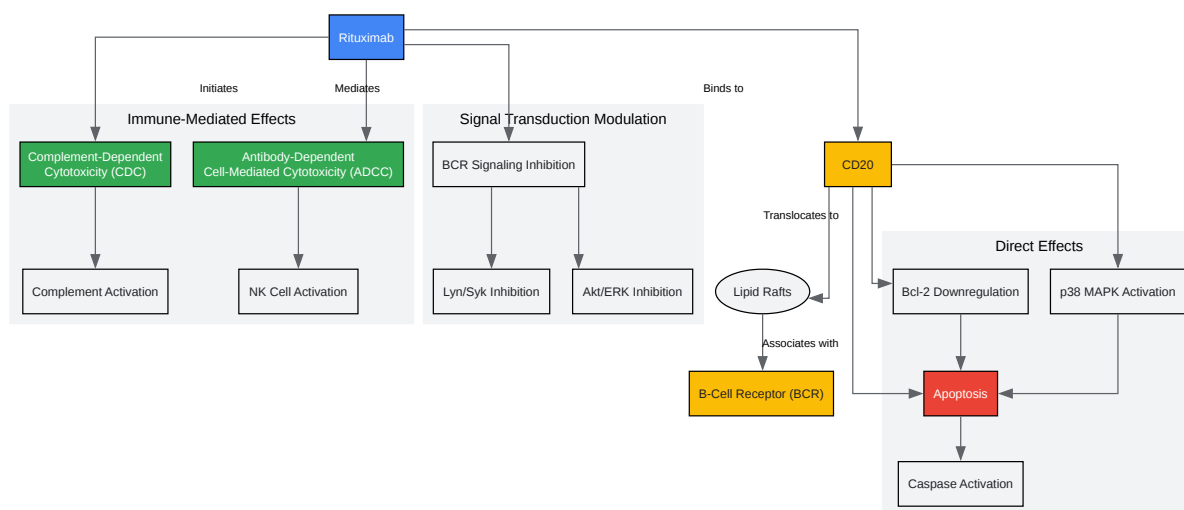 Rituximab
Initiates
Mediates
Binds to
Immune-Mediated Effects
Signal Transduction Modulation
Complement-Dependent
Cytotoxicity (CDC)
Antibody-Dependent
Cell-Mediated Cytotoxicity (ADCC)
BCR Signaling Inhibition
CD20
Translocates to
Direct Effects
Complement Activation
NK Cell Activation
Lyn/Syk Inhibition
Akt/ERK Inhibition
Lipid Rafts
Bcl-2 Downregulation
p38 MAPK Activation
Associates with
B-Cell Receptor (BCR)
Apoptosis
Caspase Activation